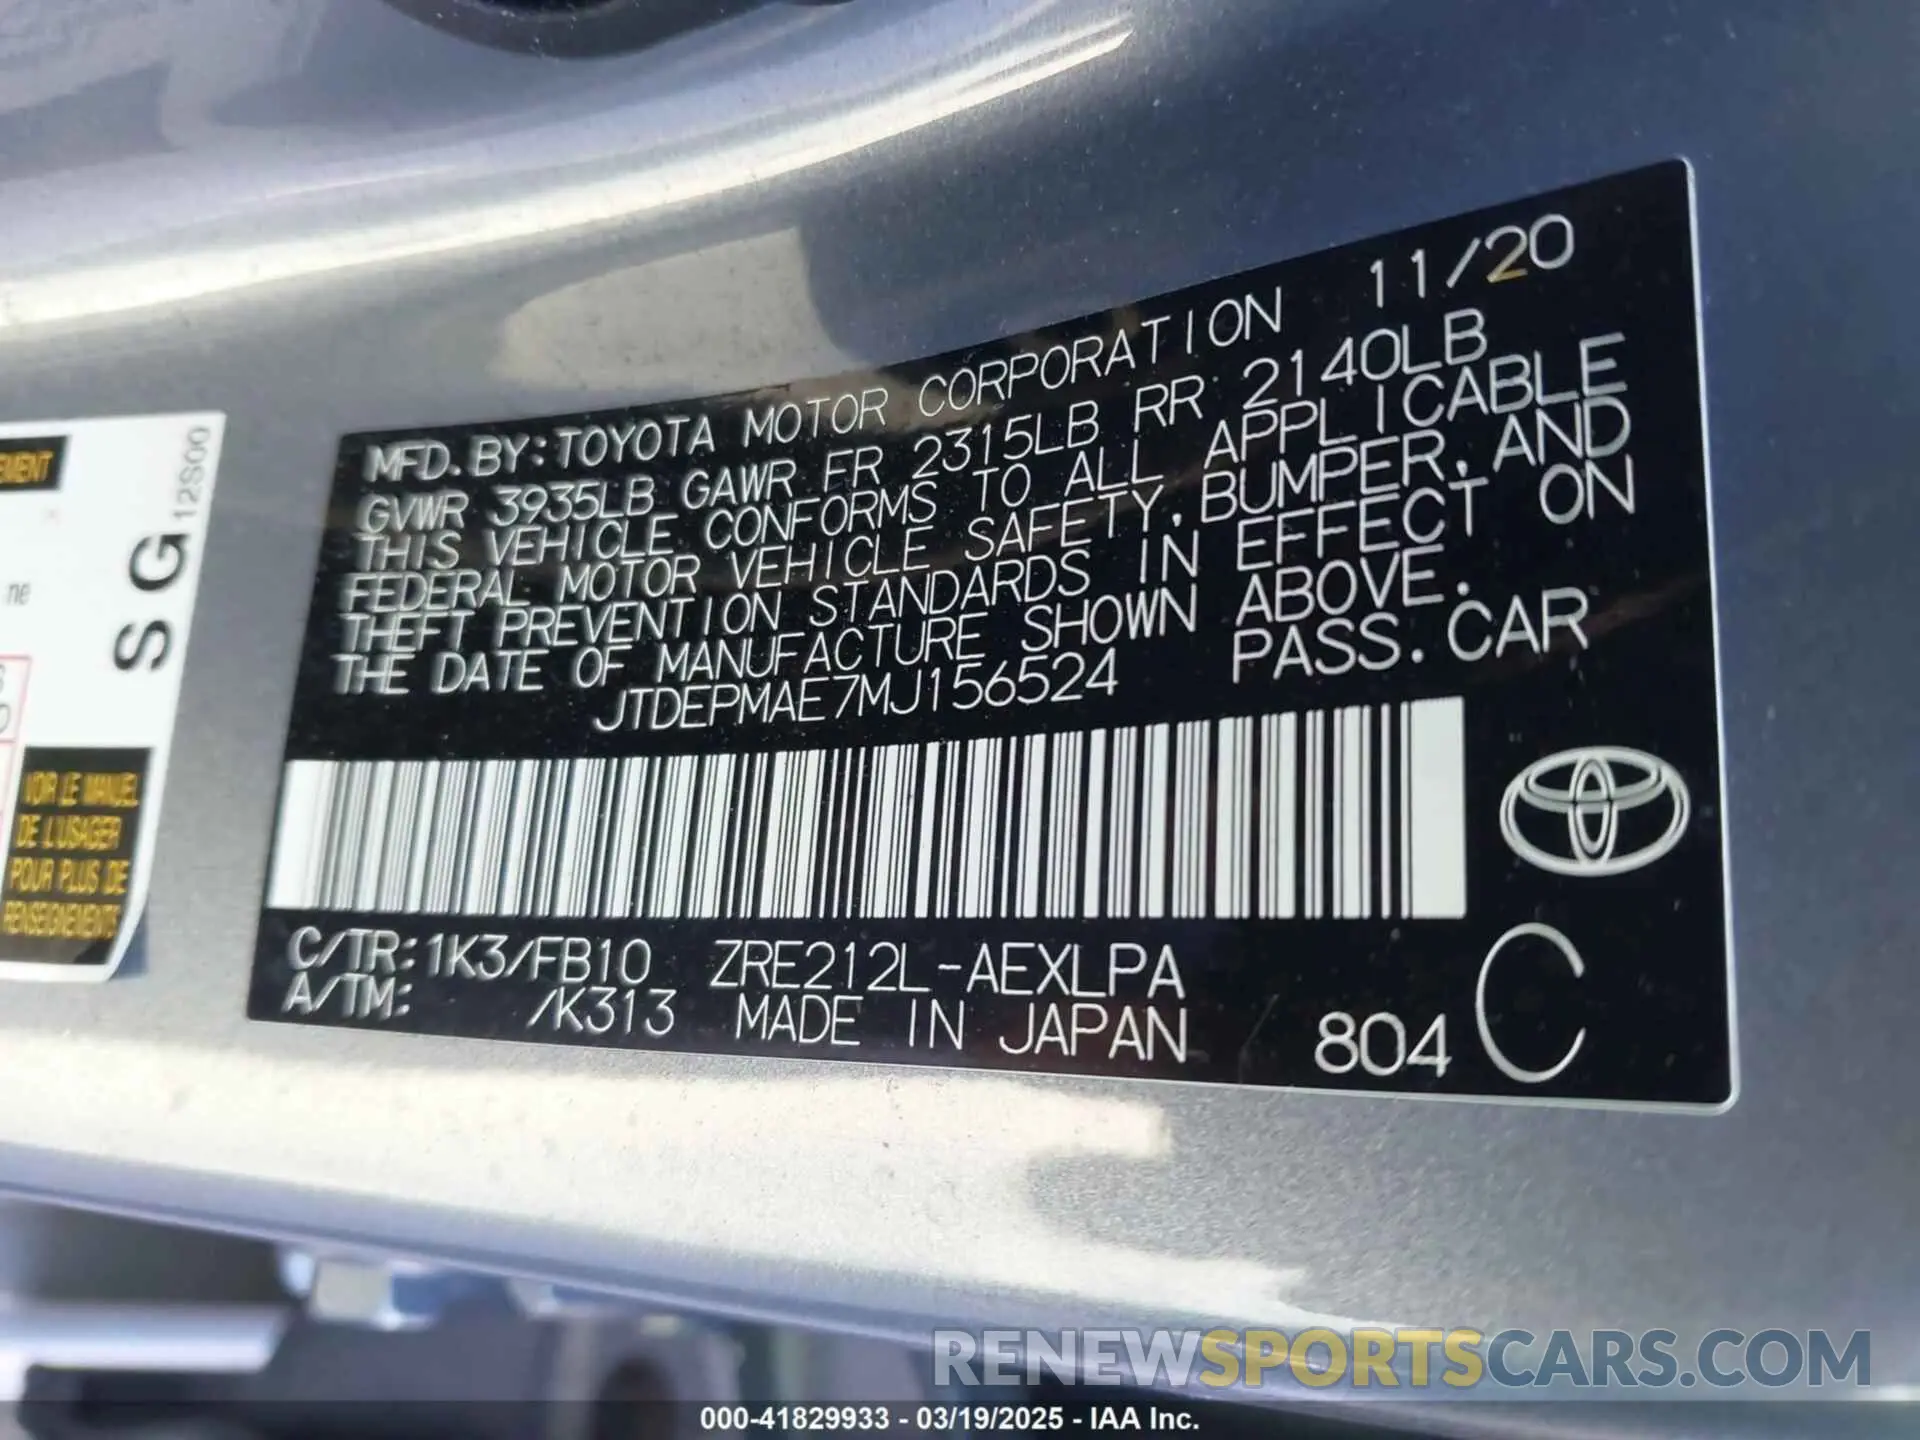 MFD. BY: TOYOTA MOTOR CORPORATION 11/20
GVWR 3935LB GAWR FR 2315LB RR 2140LB
THIS VEHICLE CONFORMS TO ALL APPLICABLE
FEDERAL MOTOR VEHICLE SAFETY, BUMPER, AND
THEFT PREVENTION STANDARDS IN EFFECT ON
THE DATE OF MANUFACTURE SHOWN ABOVE.
JTDEPMAE7MJ156524 PASS. CAR
C/TR: 1K3/FB10 ZRE212L-AEXLPA
A/TM: /K313 MADE IN JAPAN 804 C
SG
12S00
ne
VOIR LE MANUEL
DE L'USAGER
POUR PLUS DE
RENSEIGNEMENTS
RENEWSPORTSCARS.COM
000-41829933 - 03/19/2025 - IAA Inc.